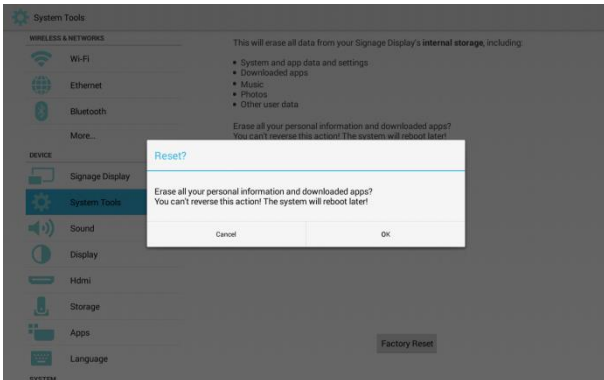 System Tools
WIRELESS & NETWORKS
Wi-Fi
Ethernet
Bluetooth
More...
DEVICE
Signage Display
System Tools
Sound
Display
Hdmi
Storage
Apps
Language
SYSTEM
This will erase all data from your Signage Display's internal storage, including:
• System and app data and settings
• Downloaded apps
• Music
• Photos
• Other user data
Erase all your personal information and downloaded apps?
You can't reverse this action! The system will reboot later!
Reset?
Erase all your personal information and downloaded apps?
You can't reverse this action! The system will reboot later!
Cancel
OK
Factory Reset